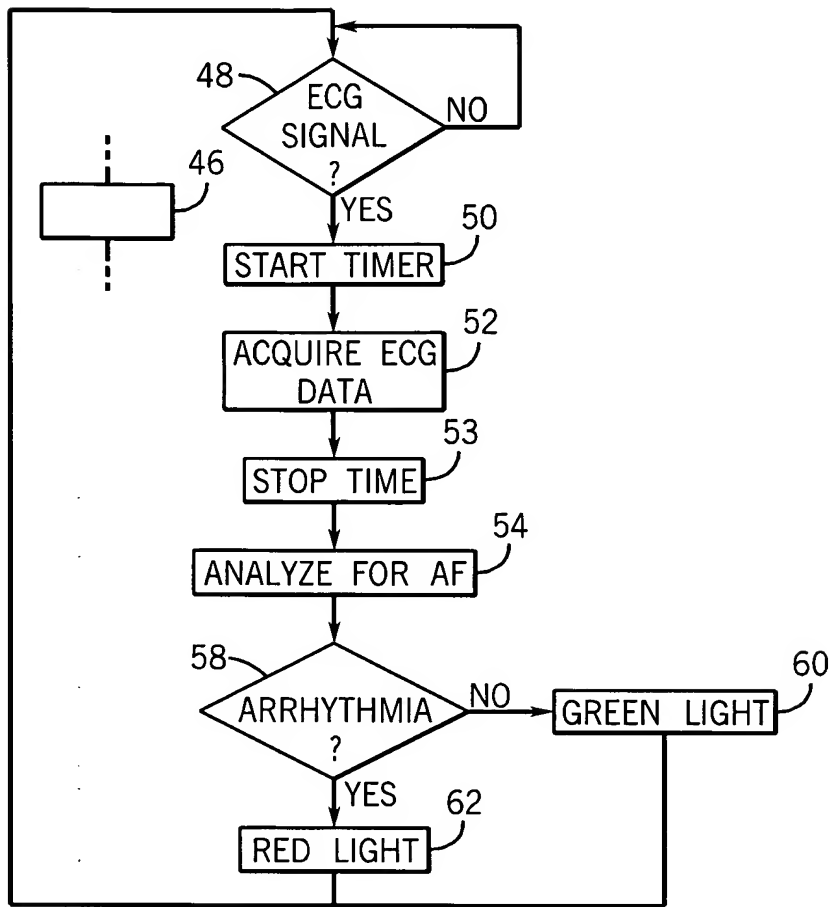 48
ECG
SIGNAL
?
NO
YES
46
50
START TIMER
52
ACQUIRE ECG
DATA
53
STOP TIME
54
ANALYZE FOR AF
58
ARRHYTHMIA
?
NO
60
GREEN LIGHT
YES
62
RED LIGHT